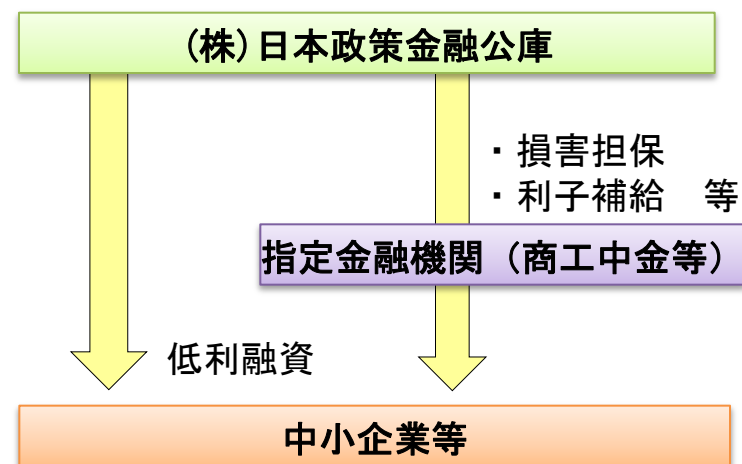 (株)日本政策金融公庫
・損害担保
・利子補給　等
指定金融機関（商工中金等）
低利融資
中小企業等